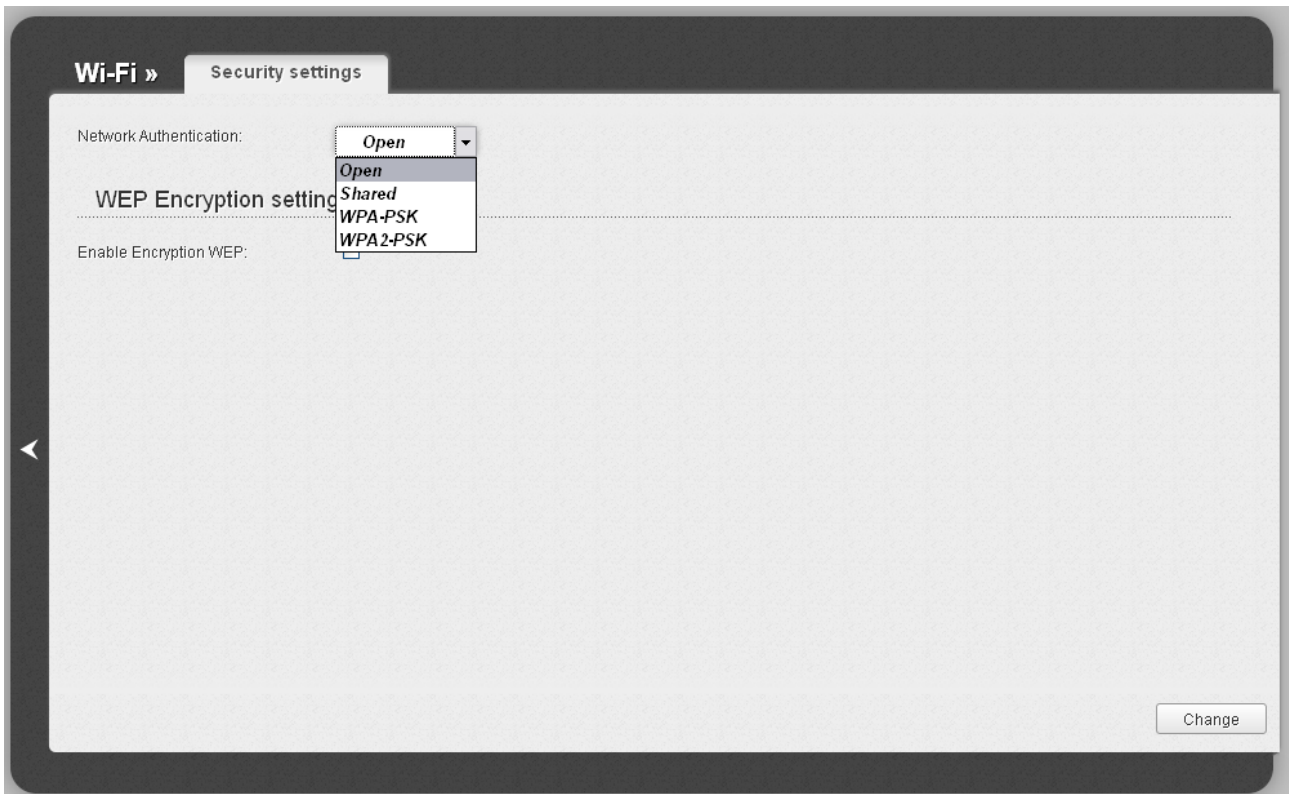 Wi-Fi »
Security settings
Network Authentication:
Open
Open
Shared
WPA-PSK
WPA2-PSK
WEP Encryption setting
Enable Encryption WEP:
Change